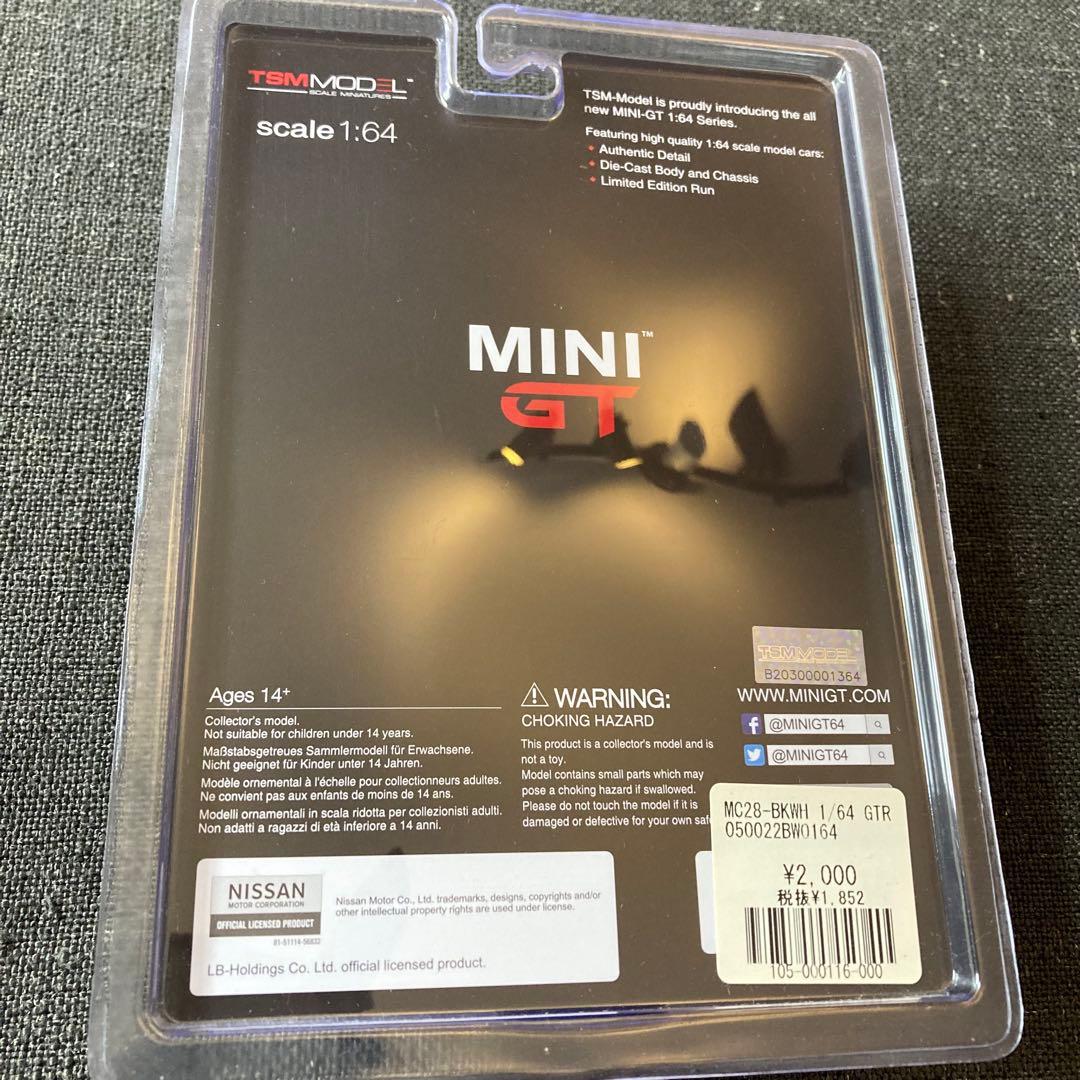 TSMMODEL™
SCALE MINIATURES
scale 1:64
TSM-Model is proudly introducing the all
new MINI-GT 1:64 Series.
Featuring high quality 1:64 scale model cars:
Authentic Detail
Die-Cast Body and Chassis
Limited Edition Run
MINI™
GT
TSMMODEL
B20300001364
WWW.MINIGT.COM
@MINIGT64
@MINIGT64
Ages 14+
Collector's model.
Not suitable for children under 14 years.
Maßstabsgetreues Sammlermodell für Erwachsene.
Nicht geeignet für Kinder unter 14 Jahren.
Modèle ornemental à l'échelle pour collectionneurs adultes.
Ne convient pas aux enfants de moins de 14 ans.
Modelli ornamentali in scala ridotta per collezionisti adulti.
Non adatti a ragazzi di età inferiore a 14 anni.
WARNING:
CHOKING HAZARD
This product is a collector's model and is
not a toy.
Model contains small parts which may
pose a choking hazard if swallowed.
Please do not touch the model if it is
damaged or defective for your own saf
MC28-BKWH 1/64 GTR
050022BW0164
¥2,000
税抜¥1,852
105-000116-000
NISSAN
MOTOR CORPORATION
OFFICIAL LICENSED PRODUCT
01-51114-56832
Nissan Motor Co., Ltd. trademarks, designs, copyrights and/or
other intellectual property rights are used under license.
LB-Holdings Co. Ltd. official licensed product.